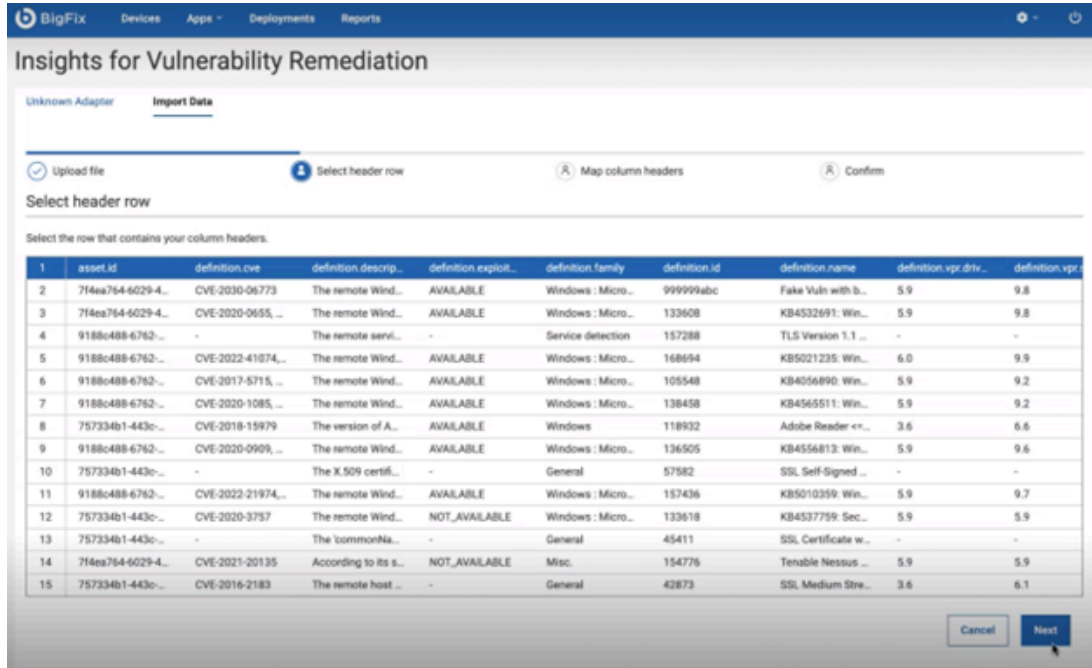 BigFix Devices Apps Deployments Reports
Insights for Vulnerability Remediation
Unknown Adapter Import Data
Upload file Select header row Map column headers Confirm
Select header row
Select the row that contains your column headers.
1 asset.id definition.cve definition.descrip... definition.exploit... definition.family definition.id definition.name definition.vpr.driv... definition.vpr.
2 7f4ea764-6029-4... CVE-2030-06773 The remote Wind... AVAILABLE Windows : Micro... 999999abc Fake Vuln with b... 5.9 9.8
3 7f4ea764-6029-4... CVE-2020-0655, ... The remote Wind... AVAILABLE Windows : Micro... 133608 KB4532691: Win... 5.9 9.8
4 9188c488-6762-... - The remote servi... - Service detection 157288 TLS Version 1.1 ... - -
5 9188c488-6762-... CVE-2022-41074,... The remote Wind... AVAILABLE Windows : Micro... 168694 KB5021235: Win... 6.0 9.9
6 9188c488-6762-... CVE-2017-5715, ... The remote Wind... AVAILABLE Windows : Micro... 105548 KB4056890: Win... 5.9 9.2
7 9188c488-6762-... CVE-2020-1085, ... The remote Wind... AVAILABLE Windows : Micro... 138458 KB4565511: Win... 5.9 9.2
8 757334b1-443c-... CVE-2018-15979 The version of A... AVAILABLE Windows 118932 Adobe Reader <=... 3.6 6.6
9 9188c488-6762-... CVE-2020-0909, ... The remote Wind... AVAILABLE Windows : Micro... 136505 KB4556813: Win... 5.9 9.6
10 757334b1-443c-... - The X.509 certifi... - General 57582 SSL Self-Signed ... - -
11 9188c488-6762-... CVE-2022-21974,... The remote Wind... AVAILABLE Windows : Micro... 157436 KB5010359: Win... 5.9 9.7
12 757334b1-443c-... CVE-2020-3757 The remote Wind... NOT_AVAILABLE Windows : Micro... 133618 KB4537759: Sec... 5.9 5.9
13 757334b1-443c-... - The 'commonNa... - General 45411 SSL Certificate w... - -
14 7f4ea764-6029-4... CVE-2021-20135 According to its s... NOT_AVAILABLE Misc. 154776 Tenable Nessus ... 5.9 5.9
15 757334b1-443c-... CVE-2016-2183 The remote host ... - General 42873 SSL Medium Stre... 3.6 6.1
Cancel Next